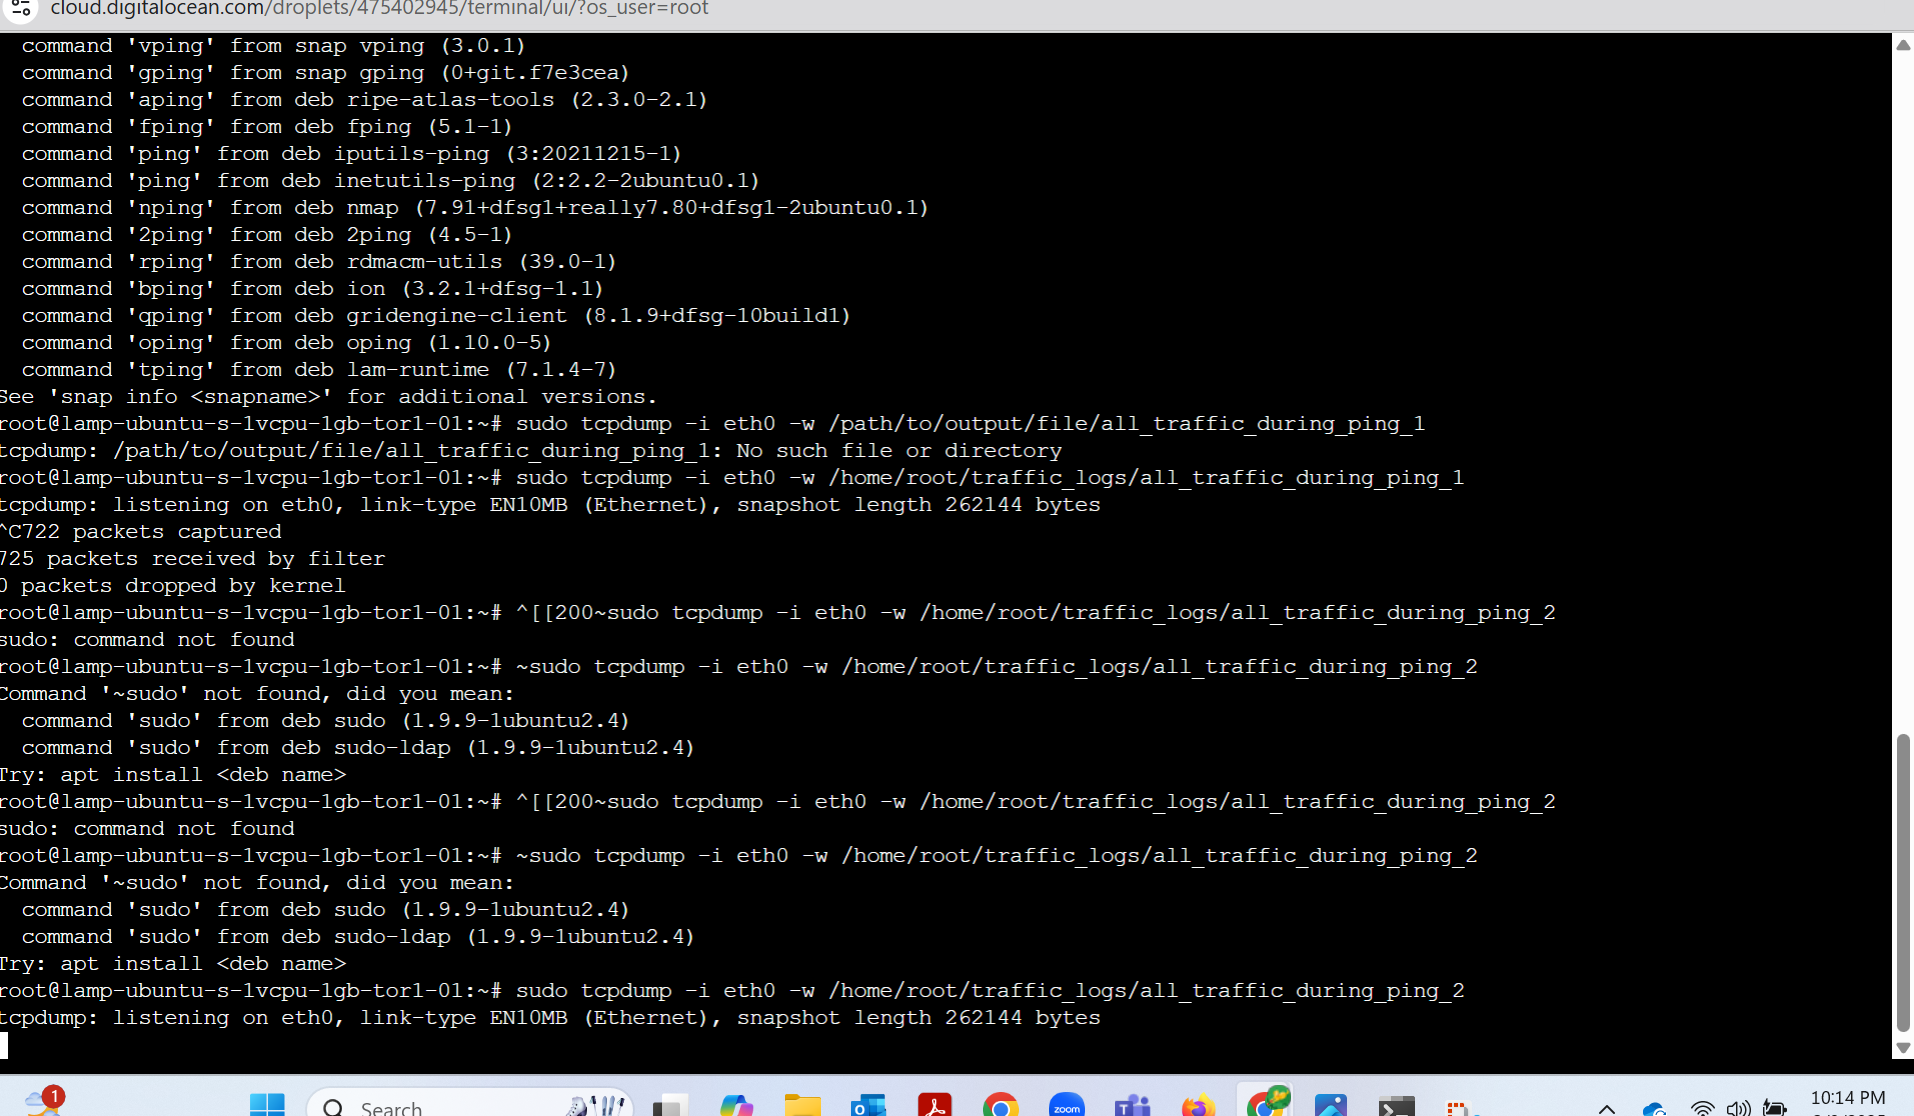 cloud.digitalocean.com/droplets/475402945/terminal/ui/?os_user=root
command 'vping' from snap vping (3.0.1)
command 'gping' from snap gping (0+git.f7e3cea)
command 'aping' from deb ripe-atlas-tools (2.3.0-2.1)
command 'fping' from deb fping (5.1-1)
command 'ping' from deb iputils-ping (3:20211215-1)
command 'ping' from deb inetutils-ping (2:2.2-2ubuntu0.1)
command 'nping' from deb nmap (7.91+dfsg1+really7.80+dfsg1-2ubuntu0.1)
command '2ping' from deb 2ping (4.5-1)
command 'rping' from deb rdmacm-utils (39.0-1)
command 'bping' from deb ion (3.2.1+dfsg-1.1)
command 'qping' from deb gridengine-client (8.1.9+dfsg-10build1)
command 'oping' from deb oping (1.10.0-5)
command 'tping' from deb lam-runtime (7.1.4-7)
See 'snap info <snapname>' for additional versions.
root@lamp-ubuntu-s-1vcpu-1gb-tor1-01:~# sudo tcpdump -i eth0 -w /path/to/output/file/all_traffic_during_ping_1
tcpdump: /path/to/output/file/all_traffic_during_ping_1: No such file or directory
root@lamp-ubuntu-s-1vcpu-1gb-tor1-01:~# sudo tcpdump -i eth0 -w /home/root/traffic_logs/all_traffic_during_ping_1
tcpdump: listening on eth0, link-type EN10MB (Ethernet), snapshot length 262144 bytes
^C722 packets captured
725 packets received by filter
0 packets dropped by kernel
root@lamp-ubuntu-s-1vcpu-1gb-tor1-01:~# ^[[200~sudo tcpdump -i eth0 -w /home/root/traffic_logs/all_traffic_during_ping_2
sudo: command not found
root@lamp-ubuntu-s-1vcpu-1gb-tor1-01:~# ~sudo tcpdump -i eth0 -w /home/root/traffic_logs/all_traffic_during_ping_2
Command '~sudo' not found, did you mean:
command 'sudo' from deb sudo (1.9.9-1ubuntu2.4)
command 'sudo' from deb sudo-ldap (1.9.9-1ubuntu2.4)
Try: apt install <deb name>
root@lamp-ubuntu-s-1vcpu-1gb-tor1-01:~# ^[[200~sudo tcpdump -i eth0 -w /home/root/traffic_logs/all_traffic_during_ping_2
sudo: command not found
root@lamp-ubuntu-s-1vcpu-1gb-tor1-01:~# ~sudo tcpdump -i eth0 -w /home/root/traffic_logs/all_traffic_during_ping_2
Command '~sudo' not found, did you mean:
command 'sudo' from deb sudo (1.9.9-1ubuntu2.4)
command 'sudo' from deb sudo-ldap (1.9.9-1ubuntu2.4)
Try: apt install <deb name>
root@lamp-ubuntu-s-1vcpu-1gb-tor1-01:~# sudo tcpdump -i eth0 -w /home/root/traffic_logs/all_traffic_during_ping_2
tcpdump: listening on eth0, link-type EN10MB (Ethernet), snapshot length 262144 bytes
1
Search
zoom
10:14 PM